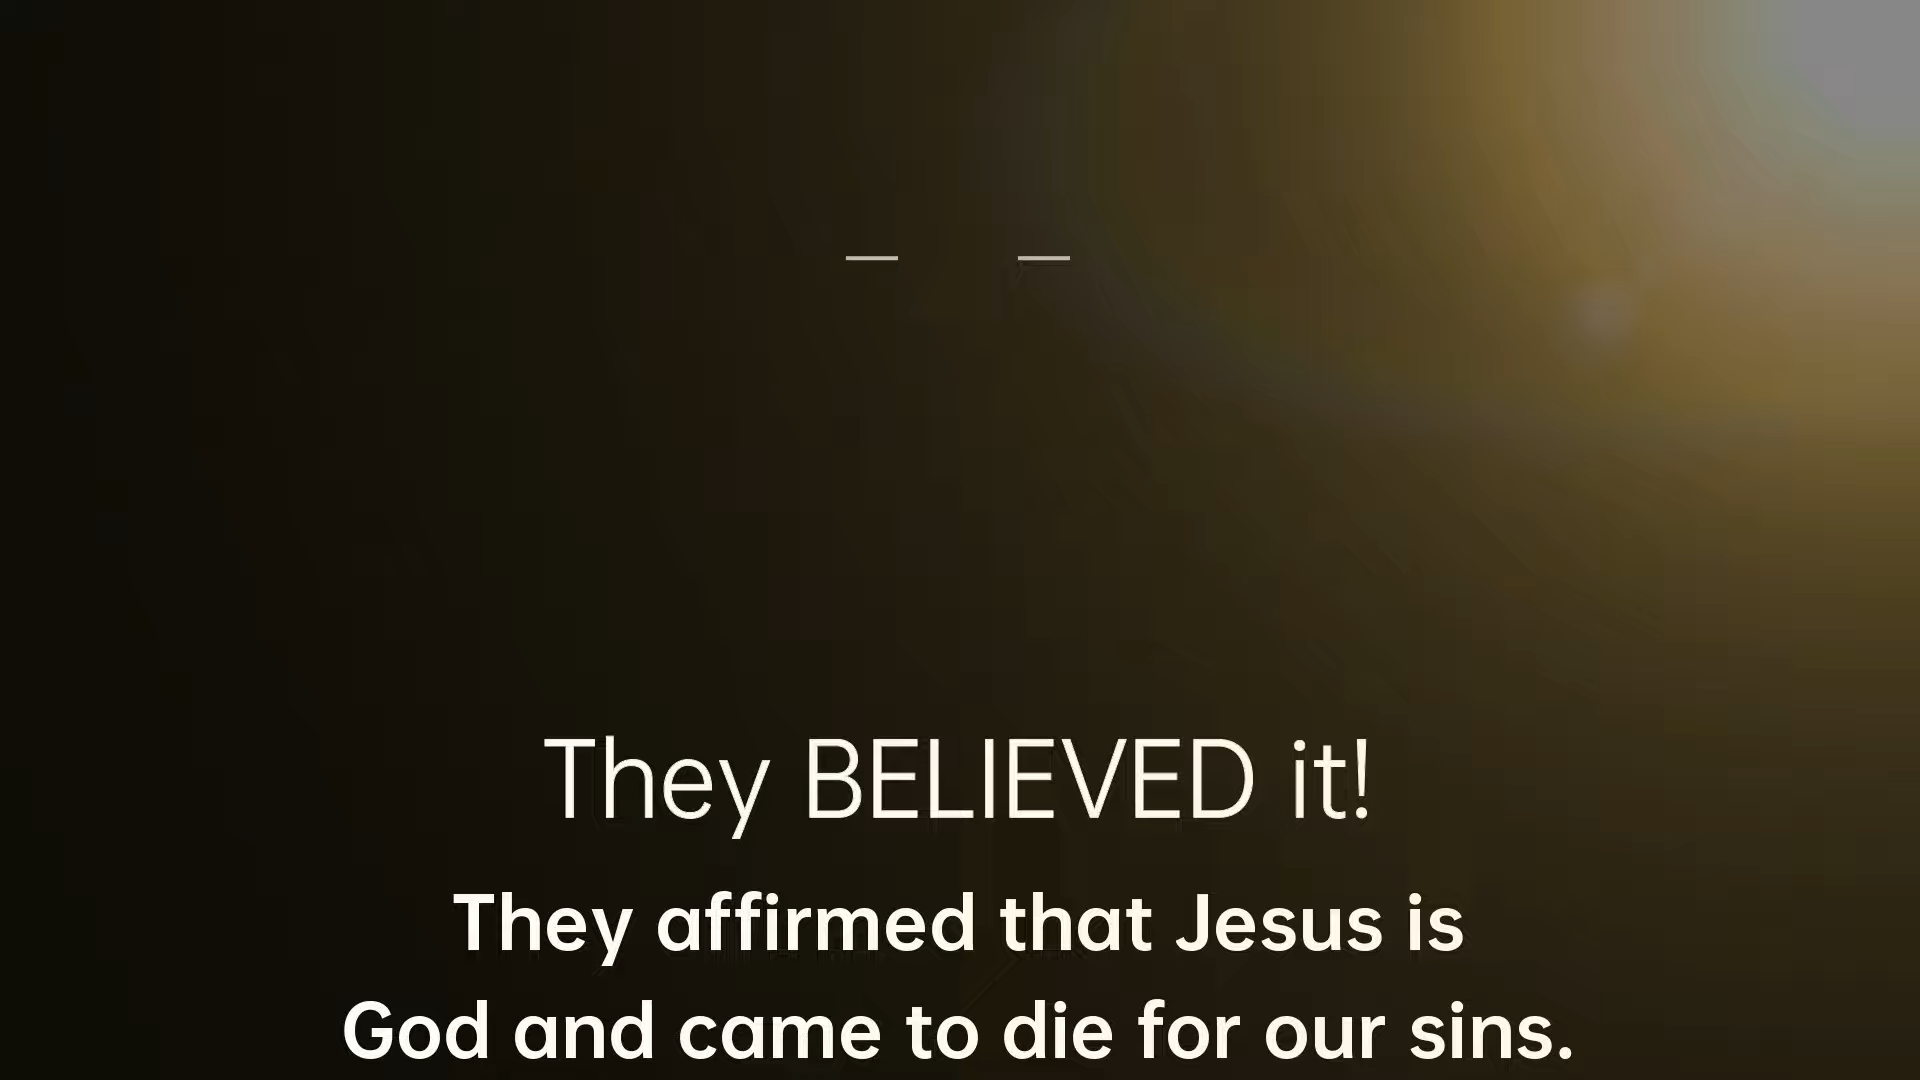 They BELIEVED it!
They affirmed that Jesus is
God and came to die for our sins.